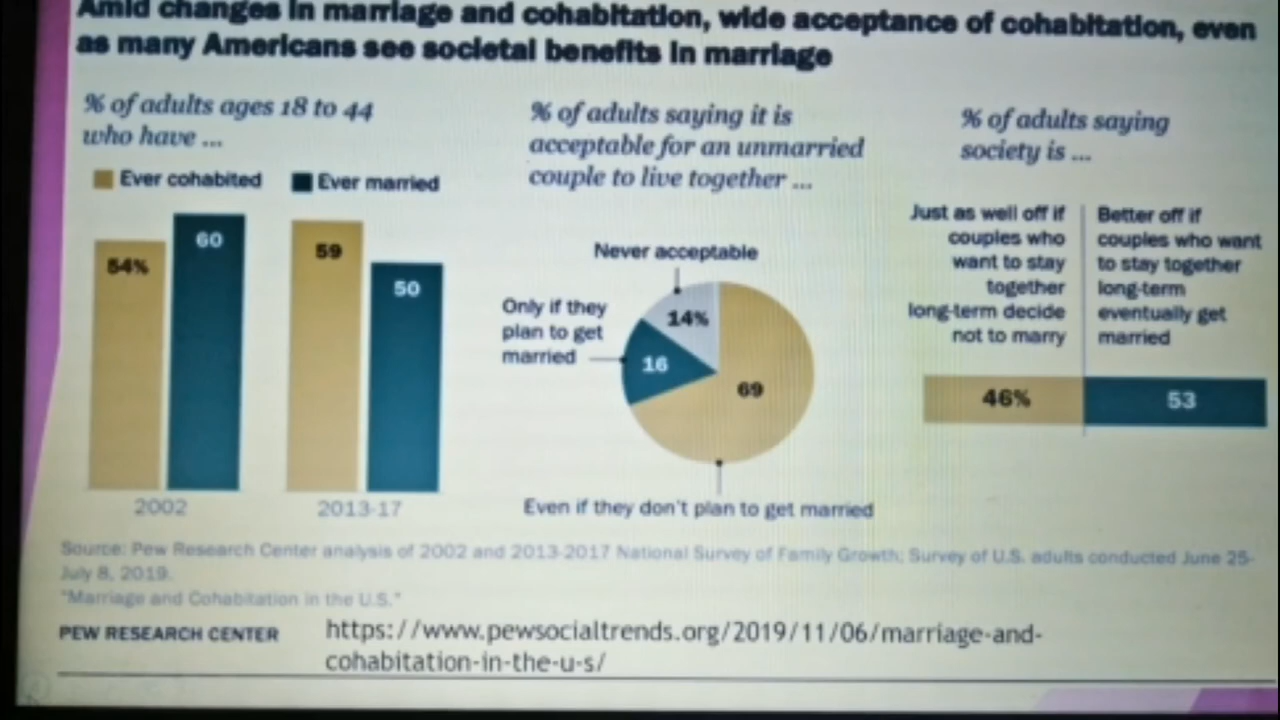 Amid changes in marriage and cohabitation, wide acceptance of cohabitation, even
as many Americans see societal benefits in marriage
% of adults ages 18 to 44
who have ...
Ever cohabited
Ever married
54%
60
59
50
2002
2013-17
% of adults saying it is
acceptable for an unmarried
couple to live together ...
Never acceptable
Only if they
plan to get
married
14%
16
69
Even if they don't plan to get married
% of adults saying
society is ...
Just as well off if
couples who
want to stay
together
long-term decide
not to marry
Better off if
couples who want
to stay together
long-term
eventually get
married
46%
53
Source: Pew Research Center analysis of 2002 and 2013-2017 National Survey of Family Growth; Survey of U.S. adults conducted June 25-
July 8, 2019.
"Marriage and Cohabitation in the U.S."
PEW RESEARCH CENTER
https://www.pewsocialtrends.org/2019/11/06/marriage-and-
cohabitation-in-the-u-s/